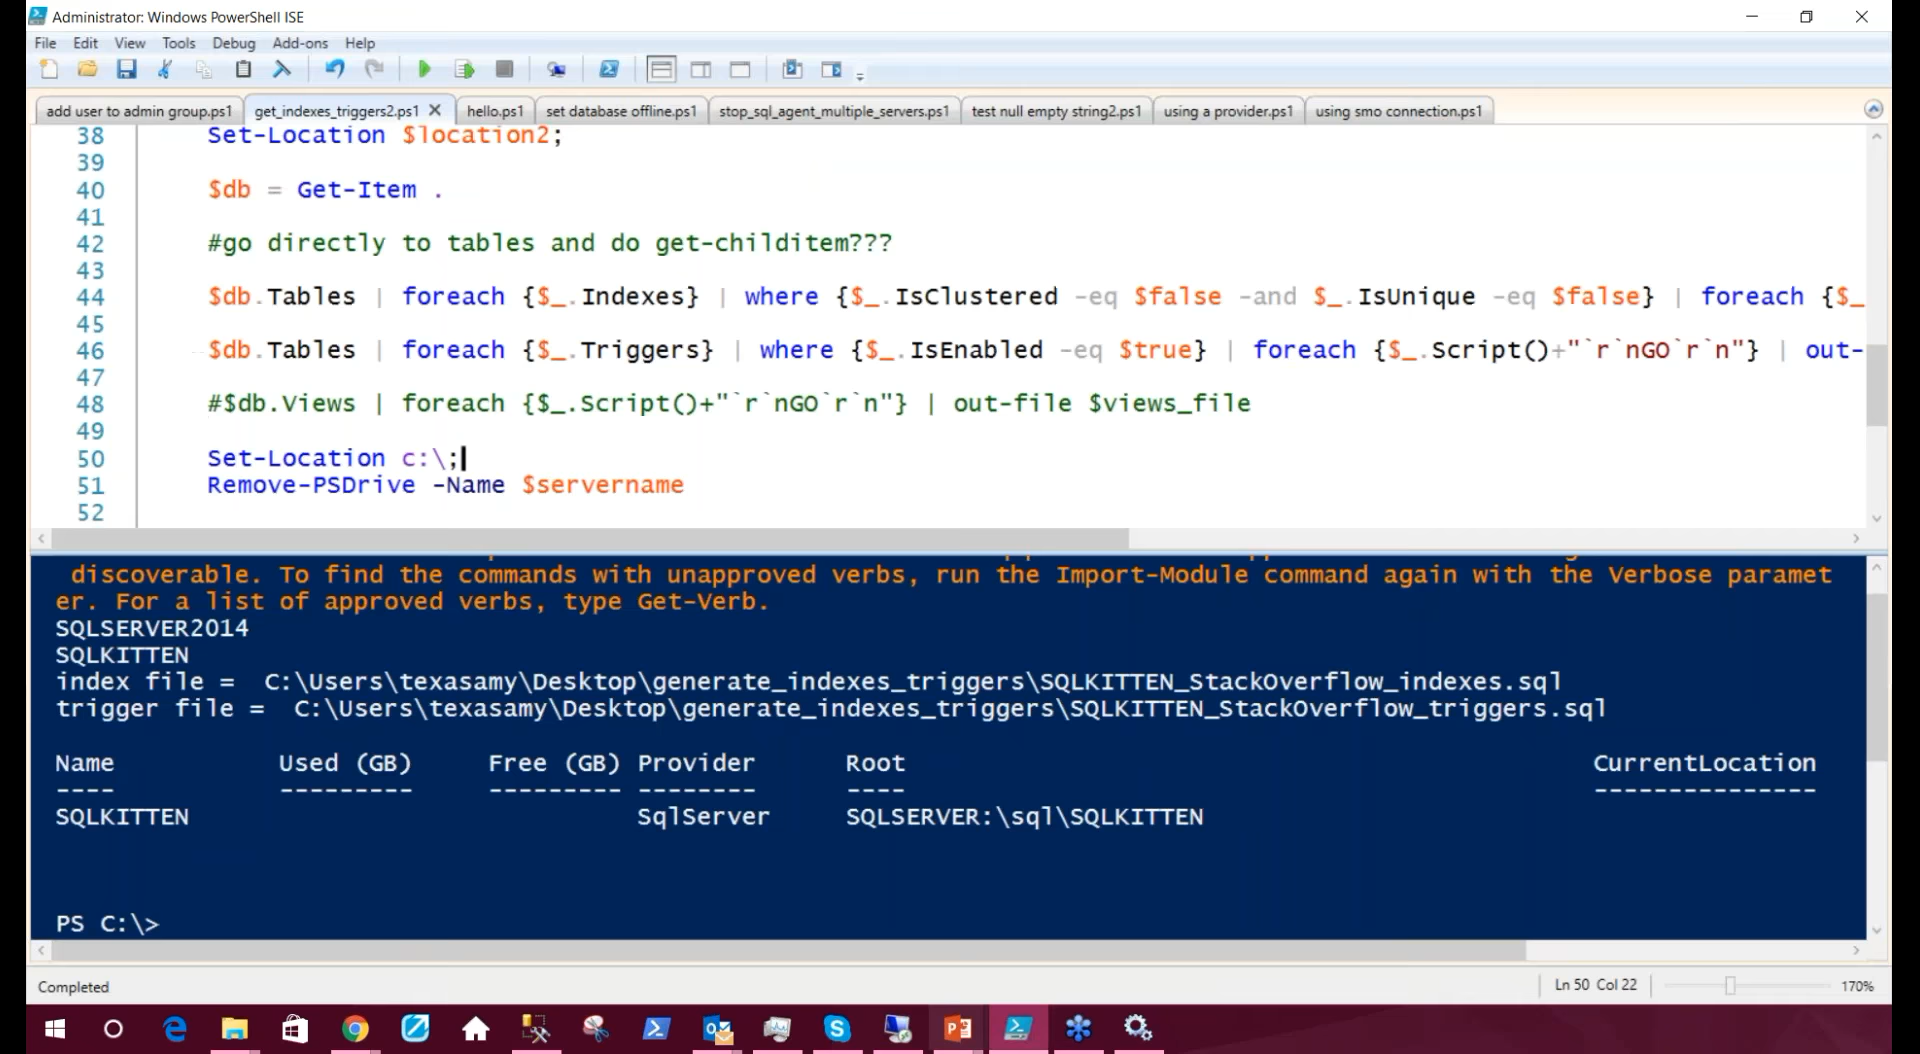 Administrator: Windows PowerShell ISE
File Edit View Tools Debug Add-ons Help
add user to admin group.ps1 get_indexes_triggers2.ps1 hello.ps1 set database offline.ps1 stop_sql_agent_multiple_servers.ps1 test null empty string2.ps1 using a provider.ps1 using smo connection.ps1
38 Set-Location $location2;
39
40 $db = Get-Item .
41
42 #go directly to tables and do get-childitem???
43
44 $db.Tables | foreach {$_.Indexes} | where {$_.IsClustered -eq $false -and $_.IsUnique -eq $false} | foreach {$_
45
46 $db.Tables | foreach {$_.Triggers} | where {$_.IsEnabled -eq $true} | foreach {$_.Script()+"`r`nGO`r`n"} | out-
47
48 #$db.Views | foreach {$_.Script()+"`r`nGO`r`n"} | out-file $views_file
49
50 Set-Location c:\;
51 Remove-PSDrive -Name $servername
52
discoverable. To find the commands with unapproved verbs, run the Import-Module command again with the Verbose paramet
er. For a list of approved verbs, type Get-Verb.
SQLSERVER2014
SQLKITTEN
index file =  C:\Users\texasamy\Desktop\generate_indexes_triggers\SQLKITTEN_StackOverflow_indexes.sql
trigger file =  C:\Users\texasamy\Desktop\generate_indexes_triggers\SQLKITTEN_StackOverflow_triggers.sql
Name Used (GB) Free (GB) Provider Root CurrentLocation
---- --------- --------- -------- ---- ---------------
SQLKITTEN SqlServer SQLSERVER:\sql\SQLKITTEN
PS C:\>
Completed Ln 50 Col 22 170%